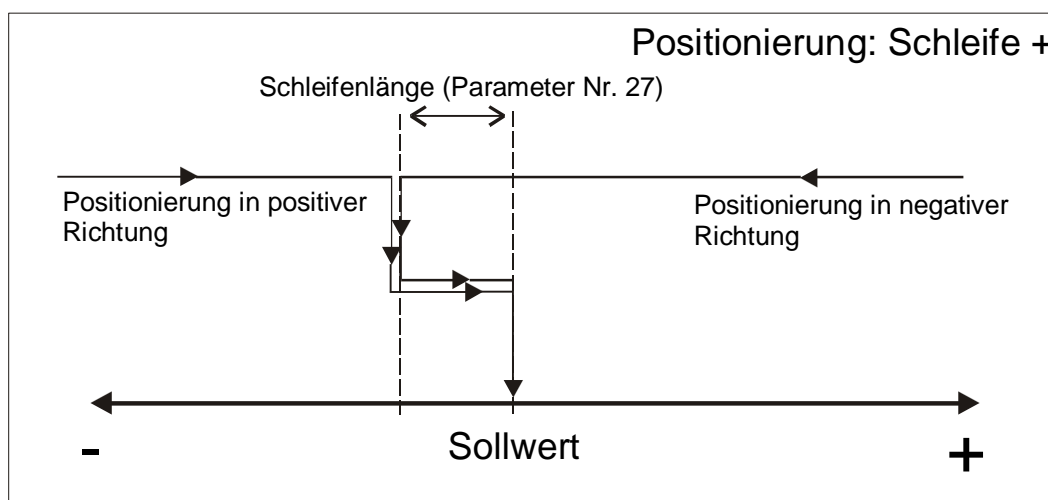 Positionierung: Schleife +
Schleifenlänge (Parameter Nr. 27)
Positionierung in positiver
Richtung
Positionierung in negativer
Richtung
- Sollwert +